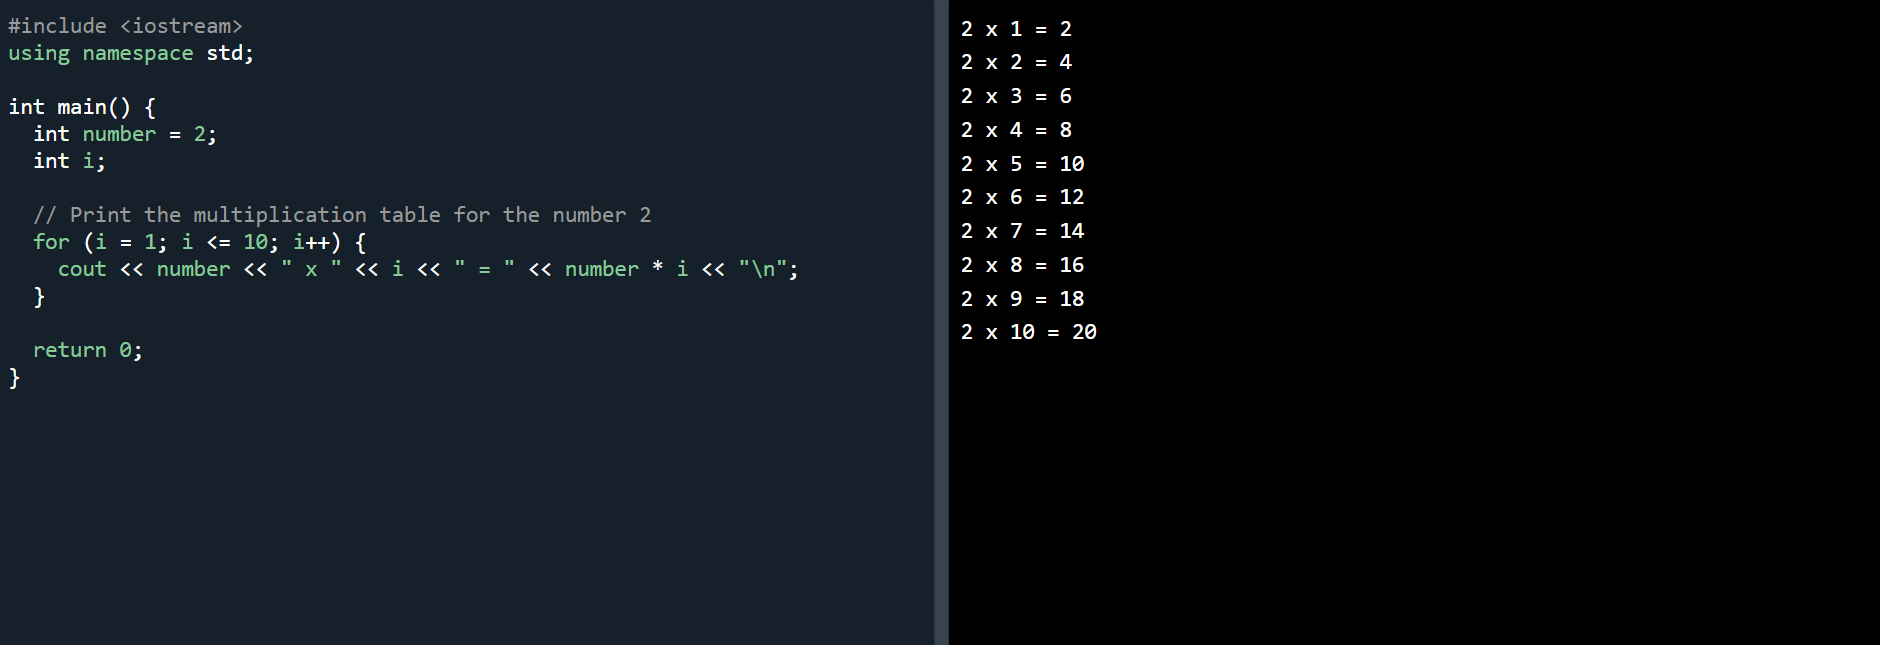 #include <iostream>
using namespace std;
int main() {
  int number = 2;
  int i;
  // Print the multiplication table for the number 2
  for (i = 1; i <= 10; i++) {
    cout << number << " x " << i << " = " << number * i << "\n";
  }
  return 0;
}
2 x 1 = 2
2 x 2 = 4
2 x 3 = 6
2 x 4 = 8
2 x 5 = 10
2 x 6 = 12
2 x 7 = 14
2 x 8 = 16
2 x 9 = 18
2 x 10 = 20